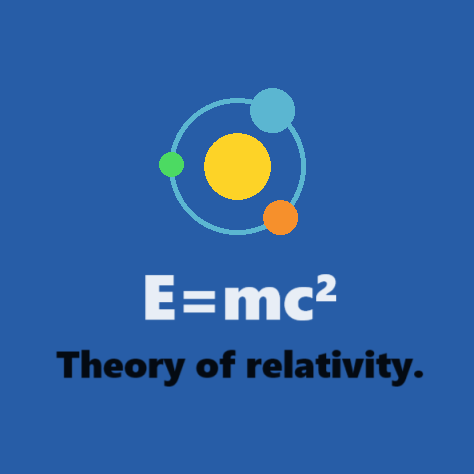 E=mc²
Theory of relativity.